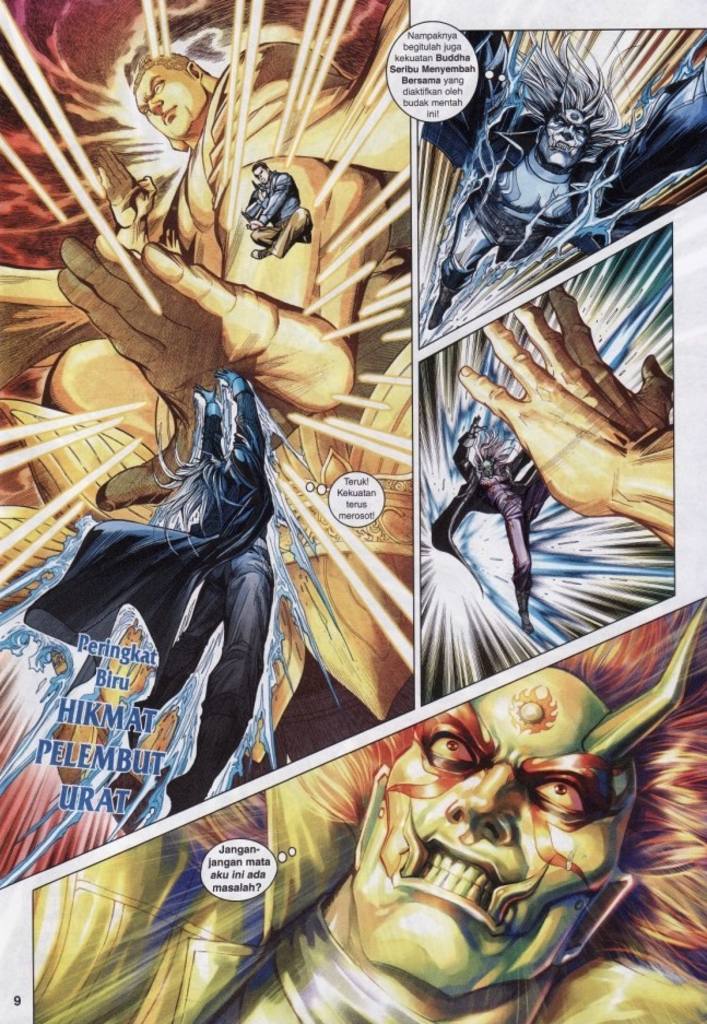 Nampaknya
begitulah juga
kekuatan Buddha
Seribu Menyembah
Bersama yang
diaktifkan oleh
budak mentah
ini!
Teruk!
Kekuatan
terus
merosot!
Peringkat
Biru
HIKMAT
PELEMBUT
URAT
Jangan-
jangan mata
aku ini ada
masalah?
9